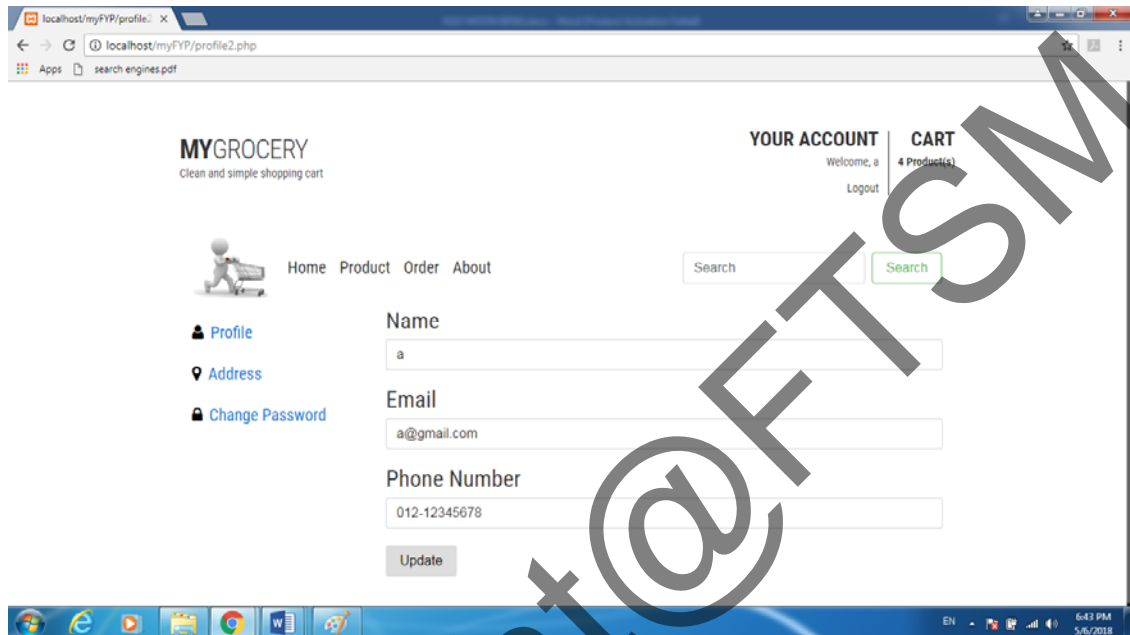 localhost/myFYP/profile2
localhost/myFYP/profile2.php
Apps search engines.pdf
MYGROCERY
Clean and simple shopping cart
YOUR ACCOUNT
Welcome, a
Logout
CART
4 Product(s)
Home Product Order About
Search
Search
Profile
Address
Change Password
Name
a
Email
a@gmail.com
Phone Number
012-12345678
Update
t@FTSM
EN
6:43 PM
5/6/2018